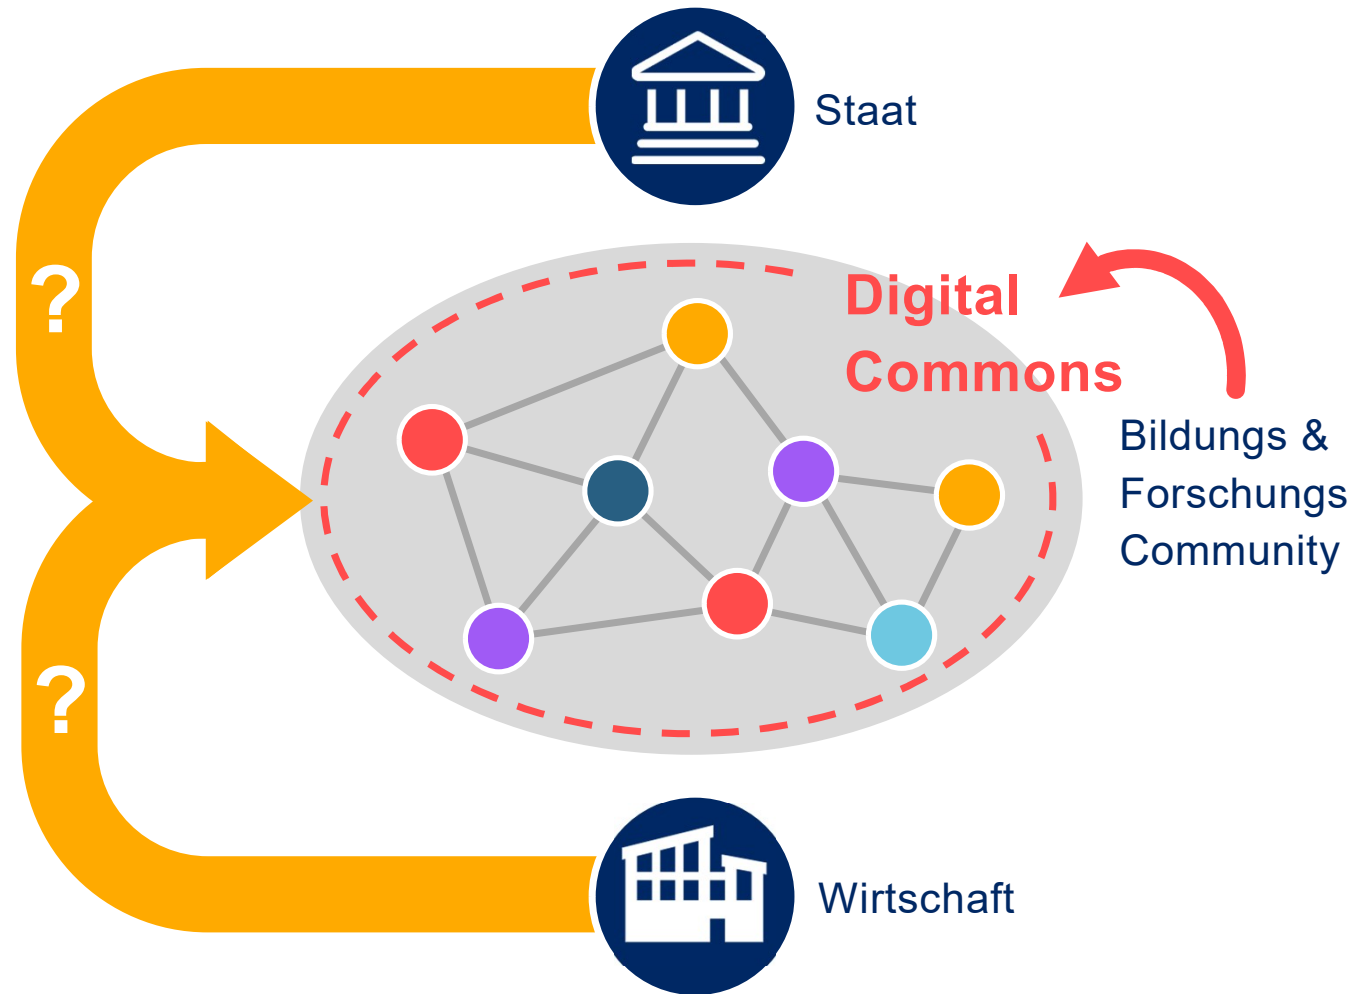 Staat
?
Digital
Commons
Bildungs &
Forschungs
Community
?
Wirtschaft